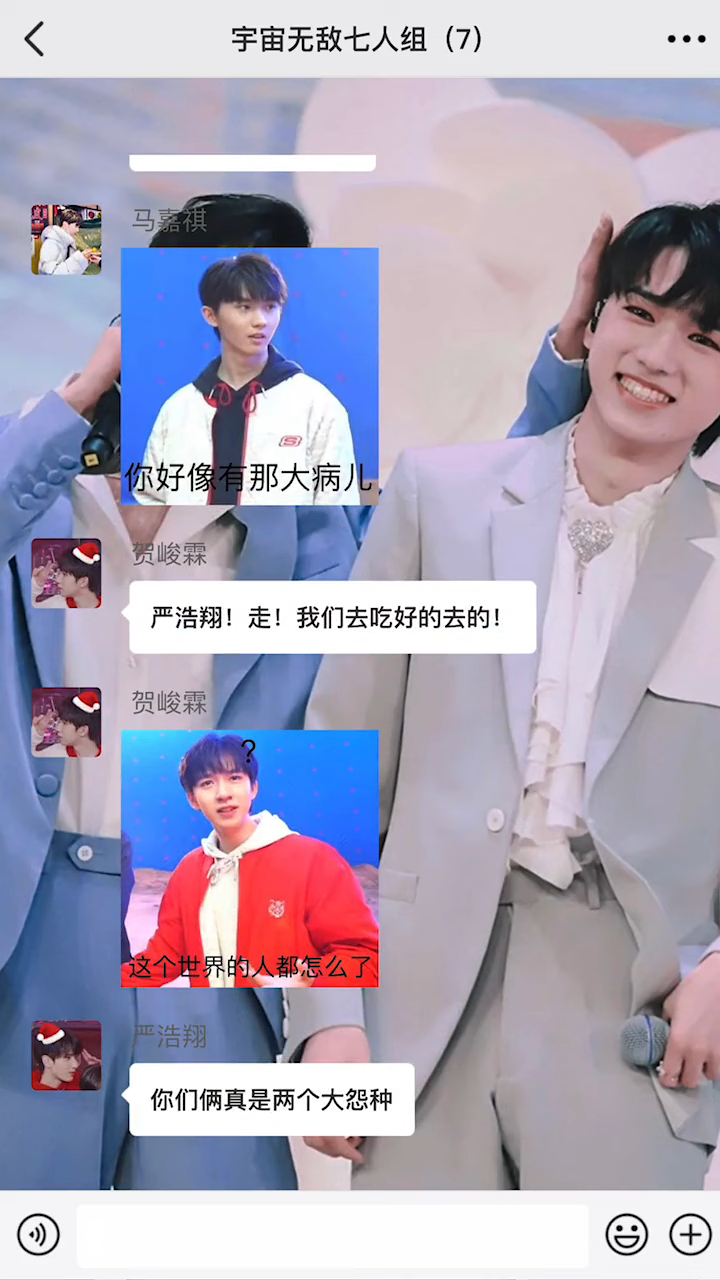 宇宙无敌七人组（7）
马嘉祺
你好像有那大病儿
贺峻霖
严浩翔！走！我们去吃好的去的！
贺峻霖
?
这个世界的人都怎么了
严浩翔
你们俩真是两个大怨种